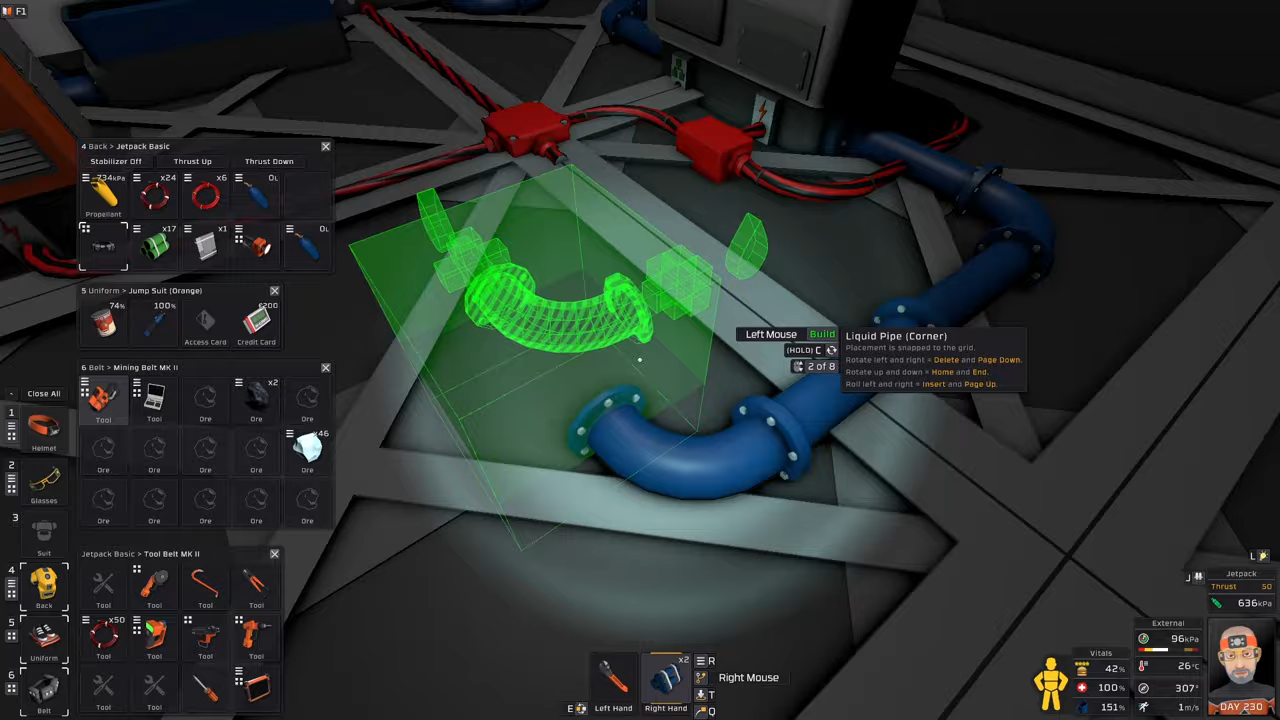 F1
4 Back > Jetpack Basic
Stabilizer Off Thrust Up Thrust Down
734kPa x24 x6 0L
Propellant
x17 x1 0L
5 Uniform > Jump Suit (Orange)
74% 100% €200
Access Card Credit Card
6 Belt > Mining Belt MK II
x2
Tool Tool Ore Ore Ore
x46
Ore Ore Ore Ore Ore
Ore Ore Ore Ore Ore
Close All
1 Helmet
2 Glasses
3 Suit
4 Back
5 Uniform
6 Belt
Jetpack Basic > Tool Belt MK II
Tool Tool Tool Tool
x50
Tool Tool Tool Tool
Tool Tool Tool Tool
Left Mouse Build
(HOLD) C
2 of 8
Liquid Pipe (Corner)
Placement is snapped to the grid.
Rotate left and right = Delete and Page Down.
Rotate up and down = Home and End.
Roll left and right = Insert and Page Up.
E Left Hand
x2
Right Hand
R
T
Q
Right Mouse
L
J
Jetpack
Thrust 50
636kPa
External
96kPa
26°C
307°
1m/s
Vitals
42%
100%
151%
DAY 230